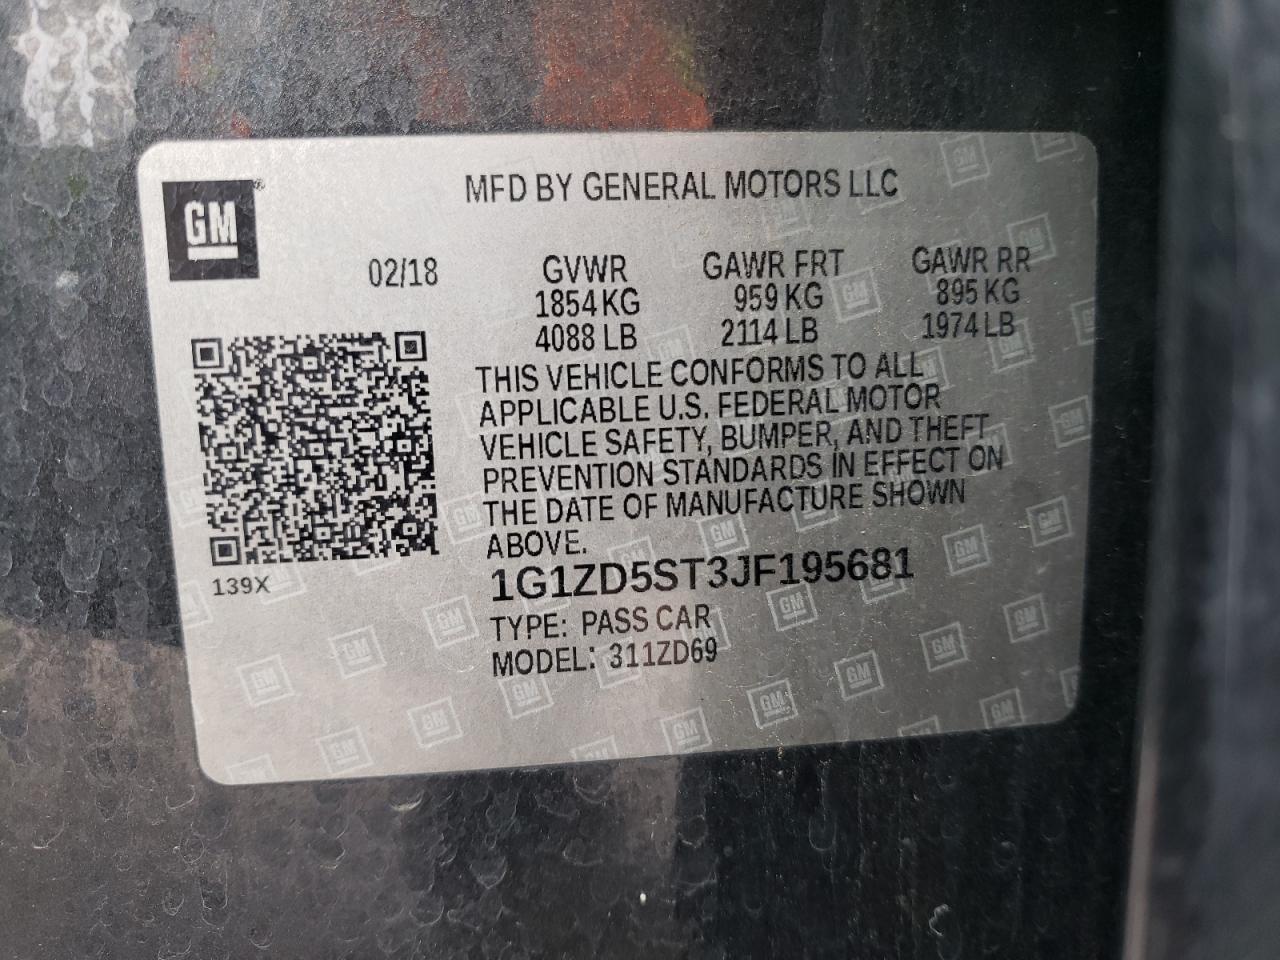 MFD BY GENERAL MOTORS LLC
GM
02/18 GVWR GAWR FRT GAWR RR
1854 KG 959 KG 895 KG
4088 LB 2114 LB 1974 LB
THIS VEHICLE CONFORMS TO ALL
APPLICABLE U.S. FEDERAL MOTOR
VEHICLE SAFETY, BUMPER, AND THEFT
PREVENTION STANDARDS IN EFFECT ON
THE DATE OF MANUFACTURE SHOWN
ABOVE.
139X
1G1ZD5ST3JF195681
TYPE: PASS CAR
MODEL: 311ZD69